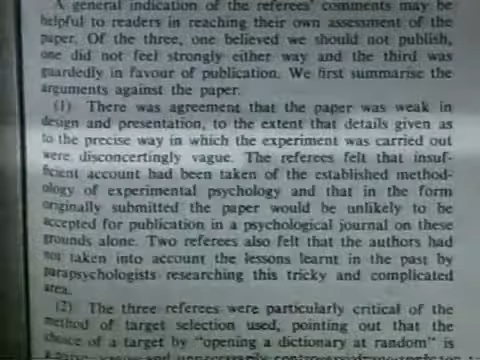 A general indication of the referees' comments may be
helpful to readers in reaching their own assessment of the
paper. Of the three, one believed we should not publish,
one did not feel strongly either way and the third was
guardedly in favour of publication. We first summarise the
arguments against the paper.
(1) There was agreement that the paper was weak in
design and presentation, to the extent that details given as
to the precise way in which the experiment was carried out
were disconcertingly vague. The referees felt that insuf-
ficient account had been taken of the established method-
ology of experimental psychology and that in the form
originally submitted the paper would be unlikely to be
accepted for publication in a psychological journal on these
grounds alone. Two referees also felt that the authors had
not taken into account the lessons learnt in the past by
parapsychologists researching this tricky and complicated
area.
(2) The three referees were particularly critical of the
method of target selection used, pointing out that the
choice of a target by "opening a dictionary at random" is